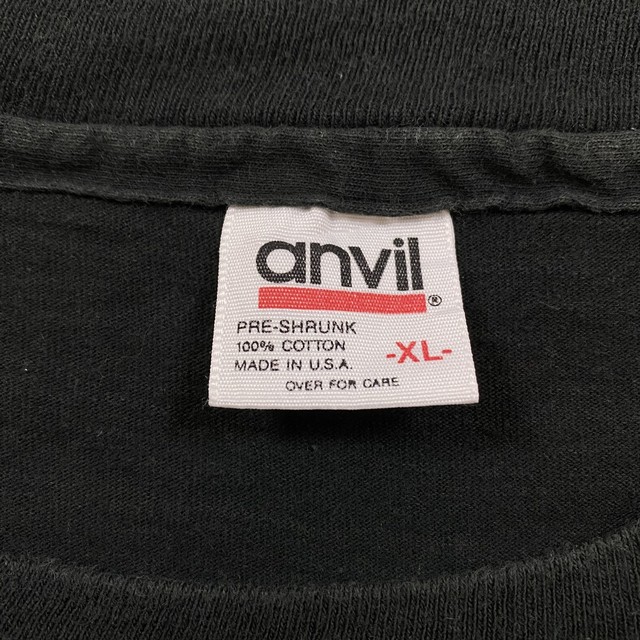 anvil®
PRE-SHRUNK
100% COTTON
MADE IN U.S.A.
-XL-
OVER FOR CARE